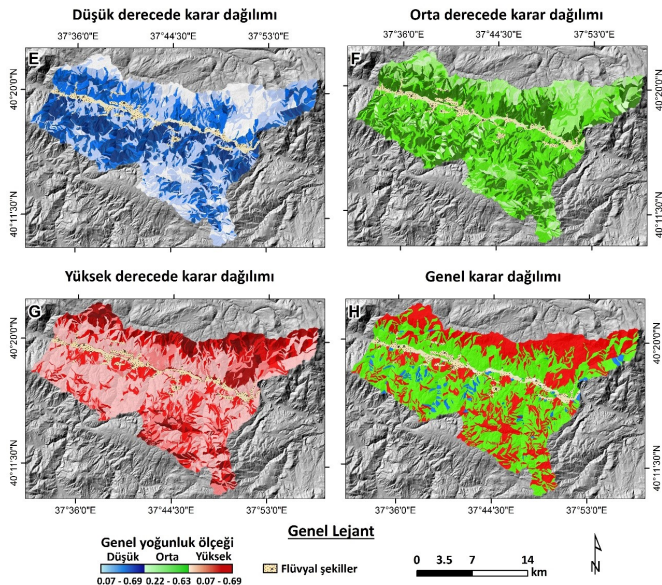 Düşük derecede karar dağılımı
Orta derecede karar dağılımı
37°36'0"E 37°44'30"E 37°53'0"E
37°36'0"E 37°44'30"E 37°53'0"E
E
F
40°20'0"N
40°11'30"N
40°20'0"N
40°11'30"N
Yüksek derecede karar dağılımı
Genel karar dağılımı
G
H
40°20'0"N
40°11'30"N
40°20'0"N
40°11'30"N
37°36'0"E 37°44'30"E 37°53'0"E
37°36'0"E 37°44'30"E 37°53'0"E
Genel Lejant
Genel yoğunluk ölçeği
Düşük Orta Yüksek
0.07 - 0.69 0.22 - 0.63 0.07 - 0.69
Flüvyal şekiller
0 3.5 7 14
km
N